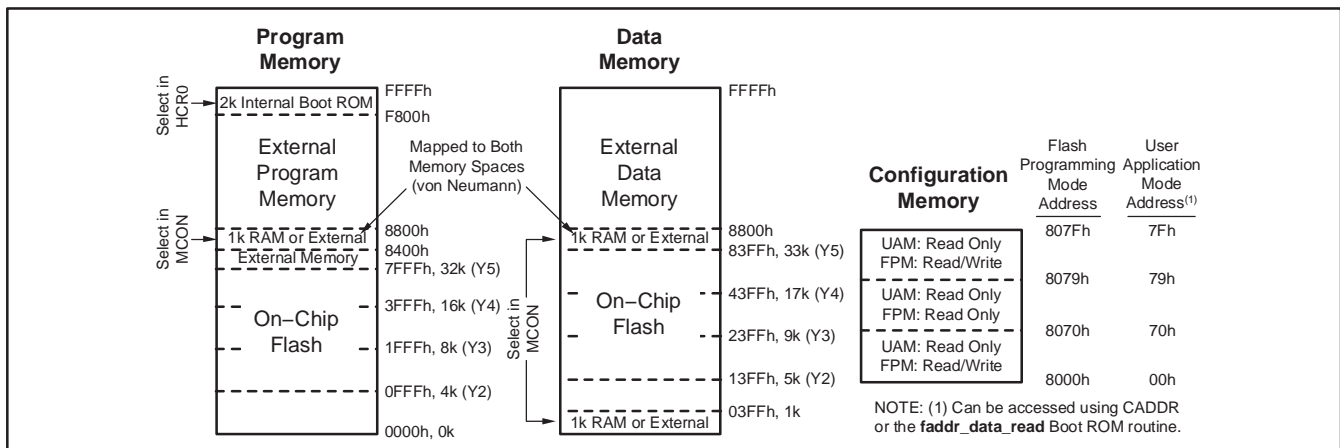 Program
Memory
Select in
HCR0
2k Internal Boot ROM
FFFFh
F800h
External
Program
Memory
Mapped to Both
Memory Spaces
(von Neumann)
Select in
MCON
1k RAM or External
External Memory
8800h
8400h
7FFFh, 32k (Y5)
On−Chip
Flash
3FFFh, 16k (Y4)
1FFFh, 8k (Y3)
0FFFh, 4k (Y2)
0000h, 0k
Data
Memory
FFFFh
External
Data
Memory
8800h
1k RAM or External
83FFh, 33k (Y5)
Select in
MCON
On−Chip
Flash
43FFh, 17k (Y4)
23FFh, 9k (Y3)
13FFh, 5k (Y2)
03FFh, 1k
1k RAM or External
Configuration
Memory
Flash
Programming
Mode
Address
User
Application
Mode
Address(1)
807Fh 7Fh
UAM: Read Only
FPM: Read/Write
8079h 79h
UAM: Read Only
FPM: Read Only
8070h 70h
UAM: Read Only
FPM: Read/Write
8000h 00h
NOTE: (1) Can be accessed using CADDR
or the faddr_data_read Boot ROM routine.